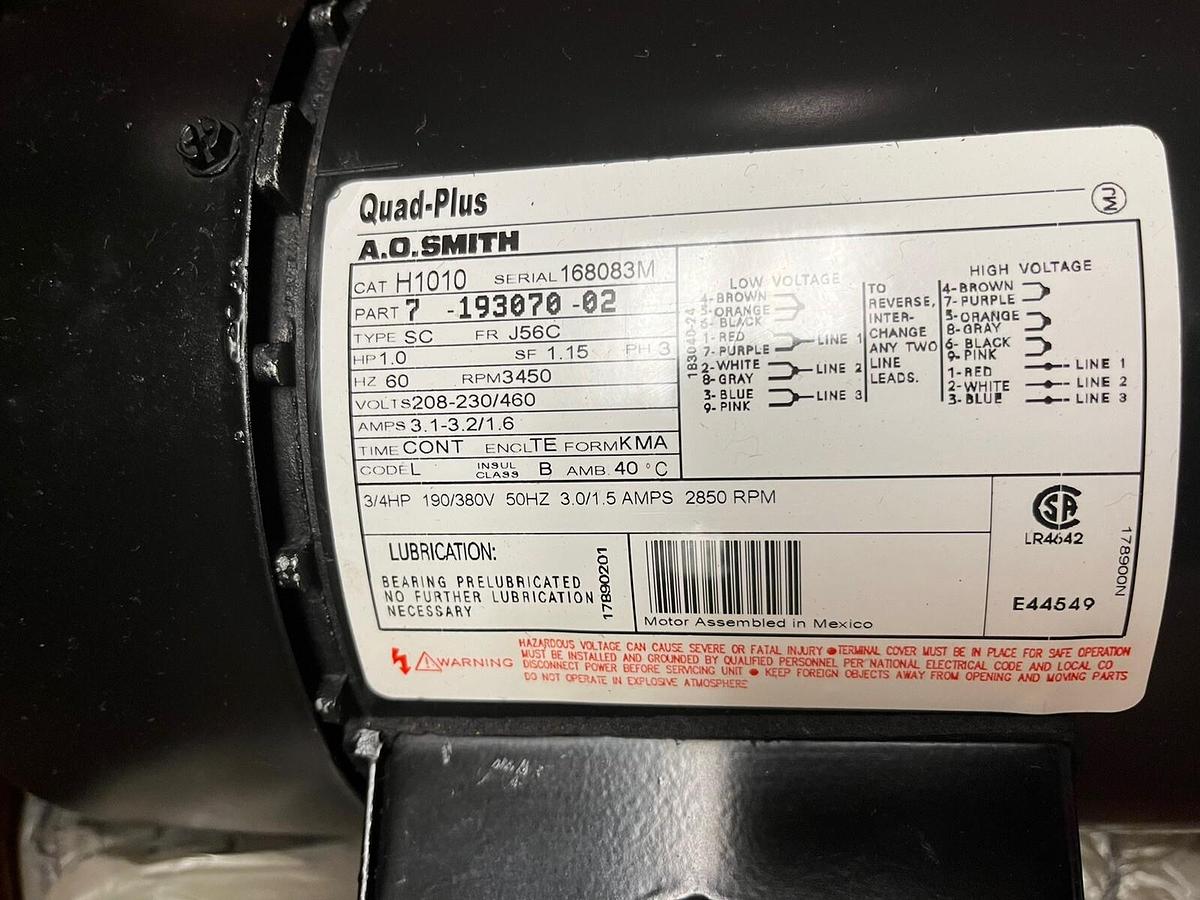 Quad-Plus
MJ
A.O.SMITH
CAT H1010 SERIAL 168083M
PART 7 -193070 -02
TYPE SC FR J56C
HP 1.0 SF 1.15 PH 3
HZ 60 RPM 3450
VOLTS 208-230/460
AMPS 3.1-3.2/1.6
TIME CONT ENCL TE FORM KMA
CODE L INSUL CLASS B AMB. 40 °C
183040-24
LOW VOLTAGE
4- BROWN
5- ORANGE
6- BLACK
1- RED
7- PURPLE LINE 1
2- WHITE
8- GRAY LINE 2
3- BLUE
9- PINK LINE 3
TO
REVERSE,
INTER-
CHANGE
ANY TWO
LINE
LEADS.
HIGH VOLTAGE
4- BROWN
7- PURPLE
5- ORANGE
8- GRAY
6- BLACK
9- PINK
1- RED LINE 1
2- WHITE LINE 2
3- BLUE LINE 3
3/4HP 190/380V 50HZ 3.0/1.5 AMPS 2850 RPM
LUBRICATION:
BEARING PRELUBRICATED
NO FURTHER LUBRICATION
NECESSARY
17890201
Motor Assembled in Mexico
SA
LR4642
E44549
178900N
WARNING
HAZARDOUS VOLTAGE CAN CAUSE SEVERE OR FATAL INJURY ● TERMINAL COVER MUST BE IN PLACE FOR SAFE OPERATION
MUST BE INSTALLED AND GROUNDED BY QUALIFIED PERSONNEL PER NATIONAL ELECTRICAL CODE AND LOCAL CO
DISCONNECT POWER BEFORE SERVICING UNIT ● KEEP FOREIGN OBJECTS AWAY FROM OPENING AND MOVING PARTS
DO NOT OPERATE IN EXPLOSIVE ATMOSPHERE